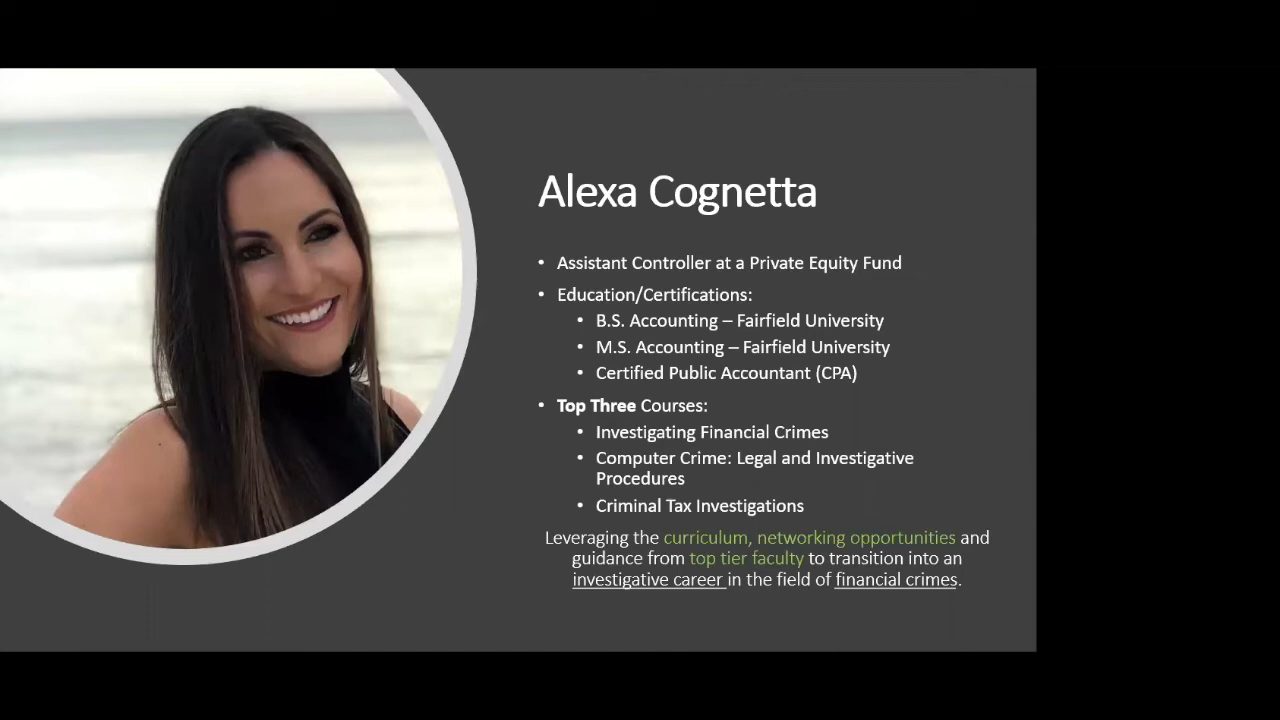 Alexa Cognetta
• Assistant Controller at a Private Equity Fund
• Education/Certifications:
• B.S. Accounting – Fairfield University
• M.S. Accounting – Fairfield University
• Certified Public Accountant (CPA)
• Top Three Courses:
• Investigating Financial Crimes
• Computer Crime: Legal and Investigative
Procedures
• Criminal Tax Investigations
Leveraging the curriculum, networking opportunities and
guidance from top tier faculty to transition into an
investigative career in the field of financial crimes.